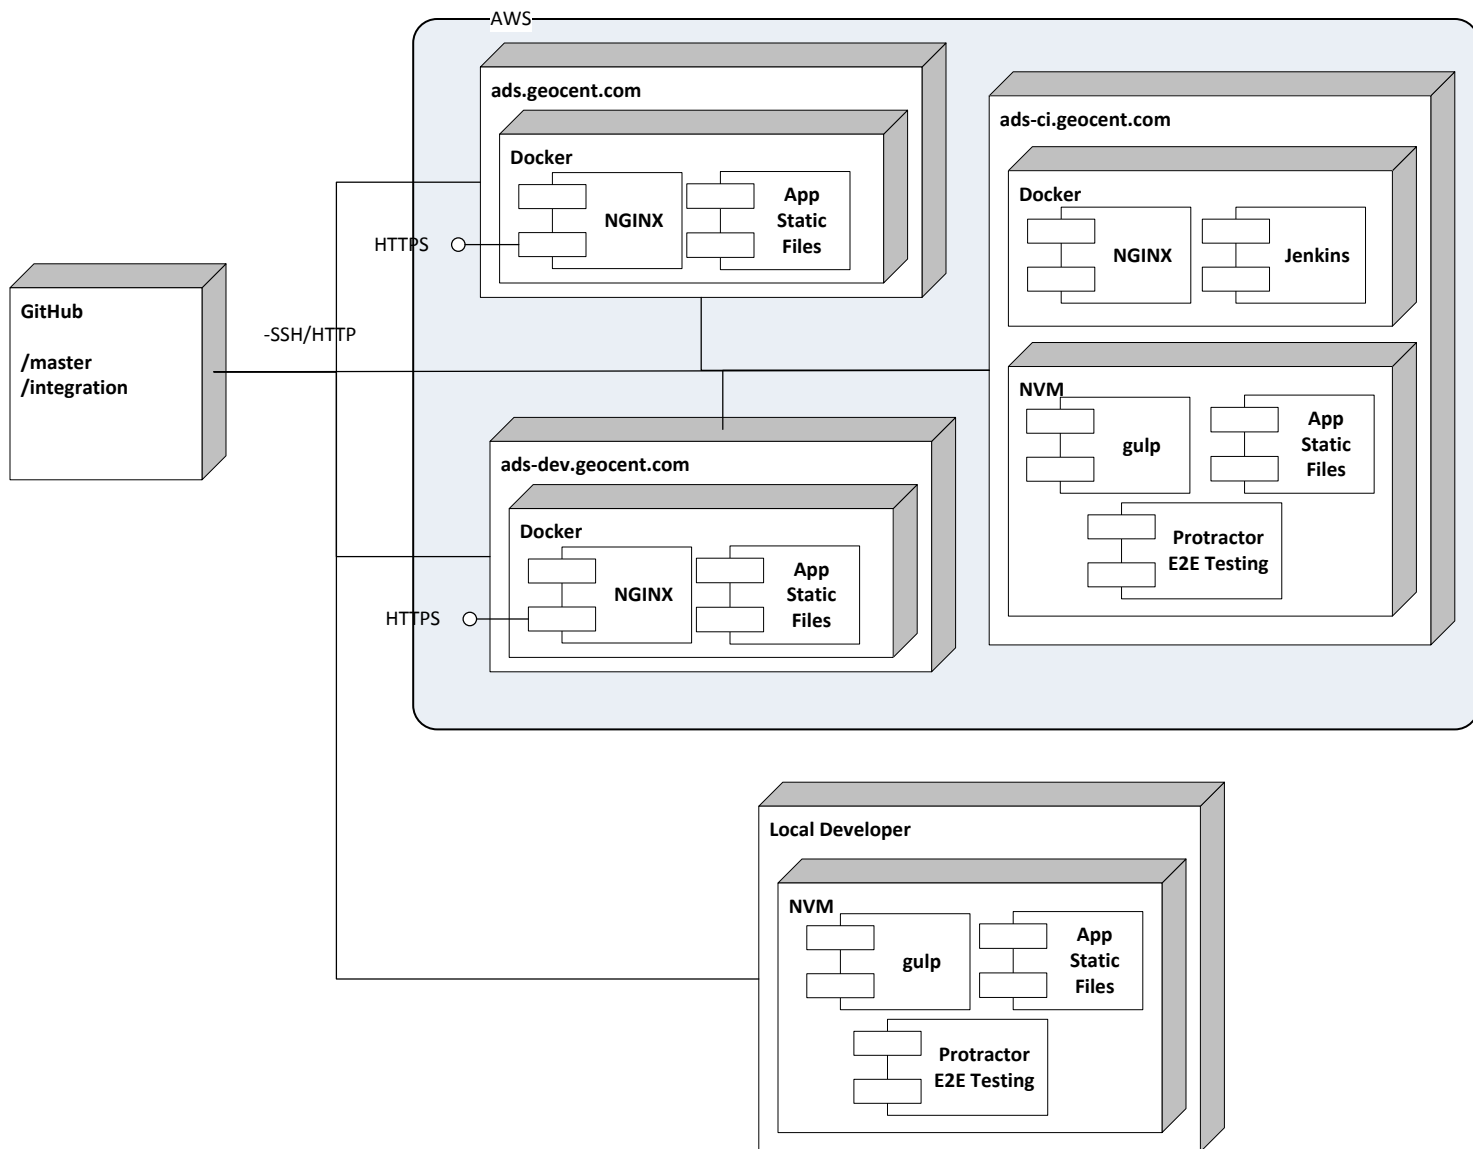 AWS
ads.geocent.com
Docker
NGINX
App
Static
Files
HTTPS
ads-ci.geocent.com
Docker
NGINX
Jenkins
NVM
gulp
App
Static
Files
Protractor
E2E Testing
GitHub
/master
/integration
-SSH/HTTP
ads-dev.geocent.com
Docker
NGINX
App
Static
Files
HTTPS
Local Developer
NVM
gulp
App
Static
Files
Protractor
E2E Testing